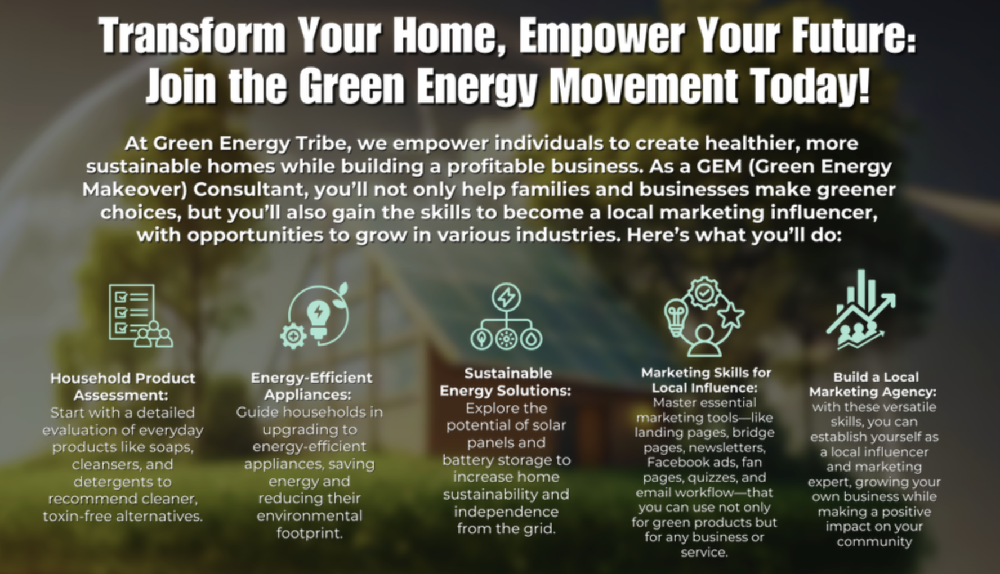 Transform Your Home, Empower Your Future:
Join the Green Energy Movement Today!
At Green Energy Tribe, we empower individuals to create healthier, more
sustainable homes while building a profitable business. As a GEM (Green Energy
Makeover) Consultant, you'll not only help families and businesses make greener
choices, but you'll also gain the skills to become a local marketing influencer,
with opportunities to grow in various industries. Here's what you'll do:
Household Product
Assessment:
Start with a detailed
evaluation of everyday
products like soaps,
cleansers, and
detergents to
recommend cleaner,
toxin-free alternatives.
Energy-Efficient
Appliances:
Guide households in
upgrading to
energy-efficient
appliances, saving
energy and
reducing their
environmental
footprint.
Sustainable
Energy Solutions:
Explore the
potential of solar
panels and
battery storage to
increase home
sustainability and
independence
from the grid.
Marketing Skills for
Local Influence:
Master essential
marketing tools—like
landing pages, bridge
pages, newsletters,
Facebook ads, fan
pages, quizzes, and
email workflow—that
you can use not only
for green products but
for any business or
service.
Build a Local
Marketing Agency:
with these versatile
skills, you can
establish yourself as
a local influencer
and marketing
expert, growing your
own business while
making a positive
impact on your
community